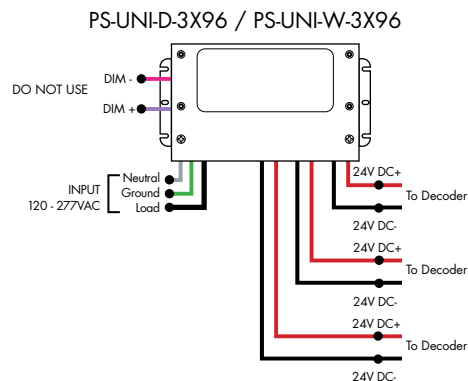 PS-UNI-D-3X96 / PS-UNI-W-3X96
DO NOT USE
DIM -
DIM +
INPUT
120 - 277VAC
Neutral
Ground
Load
24V DC+
To Decoder
24V DC-
24V DC+
To Decoder
24V DC-
24V DC+
To Decoder
24V DC-